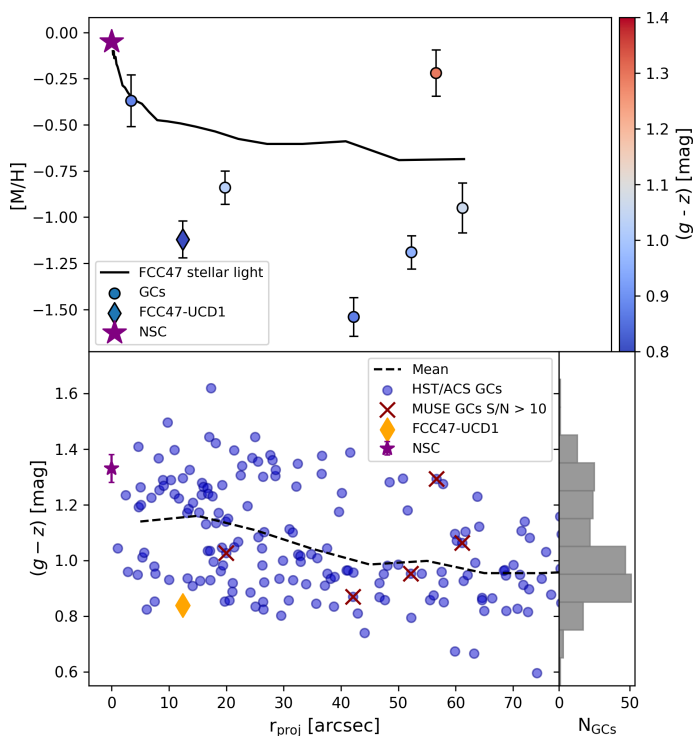 0.00
−0.25
−0.50
−0.75
−1.00
−1.25
−1.50
[M/H]
FCC47 stellar light
GCs
FCC47-UCD1
NSC
1.4
1.3
1.2
1.1
1.0
0.9
0.8
(g - z) [mag]
1.6
1.4
1.2
1.0
0.8
0.6
(g − z) [mag]
Mean
HST/ACS GCs
MUSE GCs S/N > 10
FCC47-UCD1
NSC
0 10 20 30 40 50 60 70
r_proj [arcsec]
0 50
N_GCs